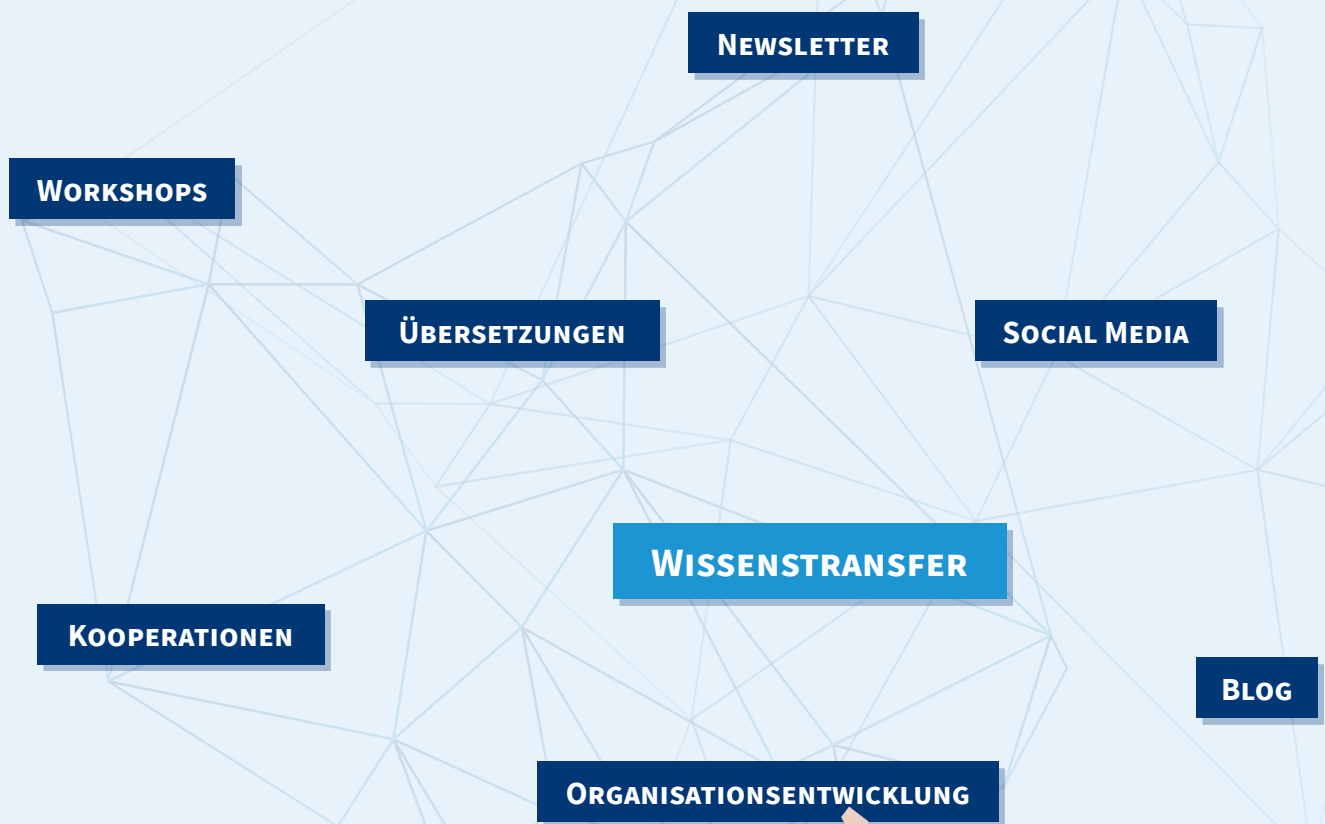 Newsletter
Workshops
Übersetzungen
Social Media
Wissenstransfer
Kooperationen
Blog
Organisationsentwicklung